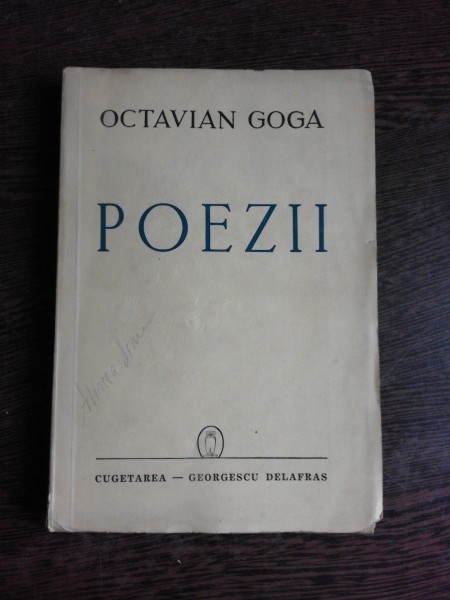 OCTAVIAN GOGA
POEZII
CUGETAREA — GEORGESCU DELAFRAS